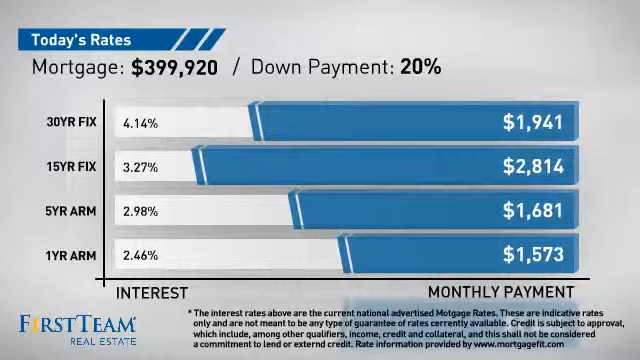 Today's Rates
Mortgage: $399,920 / Down Payment: 20%
30YR FIX 4.14% $1,941
15YR FIX 3.27% $2,814
5YR ARM 2.98% $1,681
1YR ARM 2.46% $1,573
INTEREST MONTHLY PAYMENT
* The interest rates above are the current national advertised Motgage Rates. These are indicative rates
only and are not meant to be any type of guarantee of rates cerrently available. Credit is subject to approval,
which include, among other qualifiers, income, credit and collateral, and this shall not be considered
a commitment to lend or externd credit. Rate information provided by www.mortgagefit.com
FIRSTTEAM®
REAL ESTATE